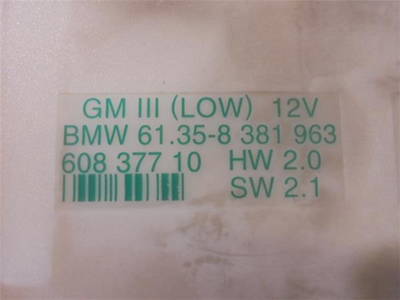 GM III (LOW) 12V
BMW 61.35-8 381 963
608 377 10 HW 2.0
SW 2.1